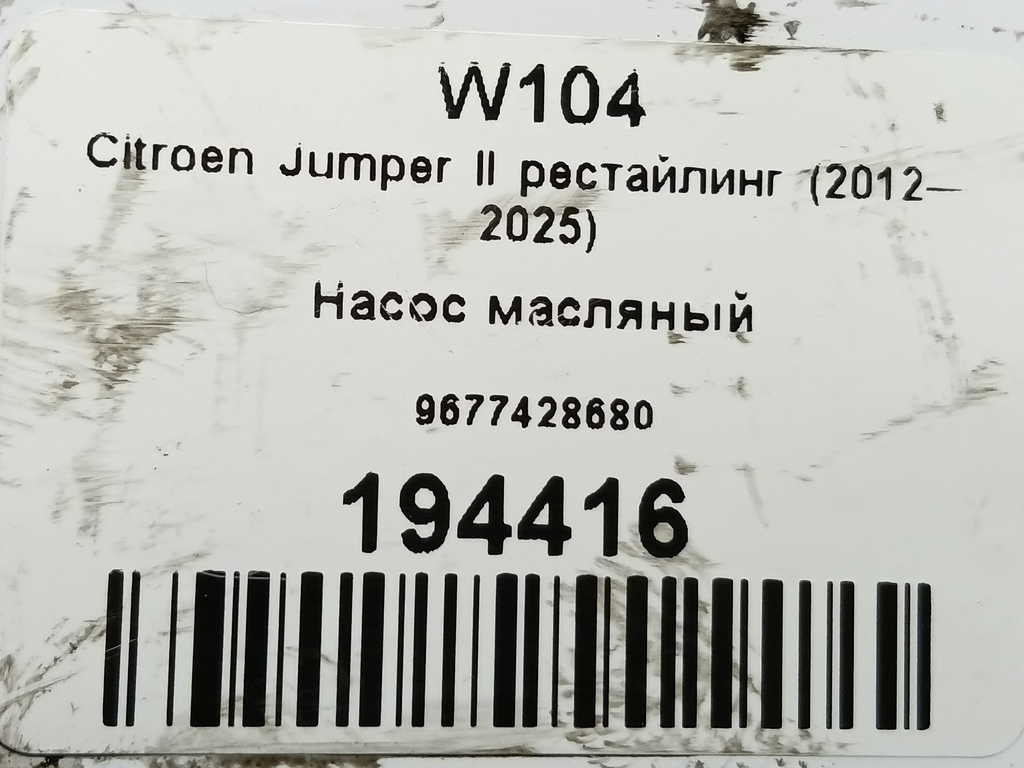 W104
Citroen Jumper II рестайлинг (2012–
2025)
Насос масляный
9677428680
194416